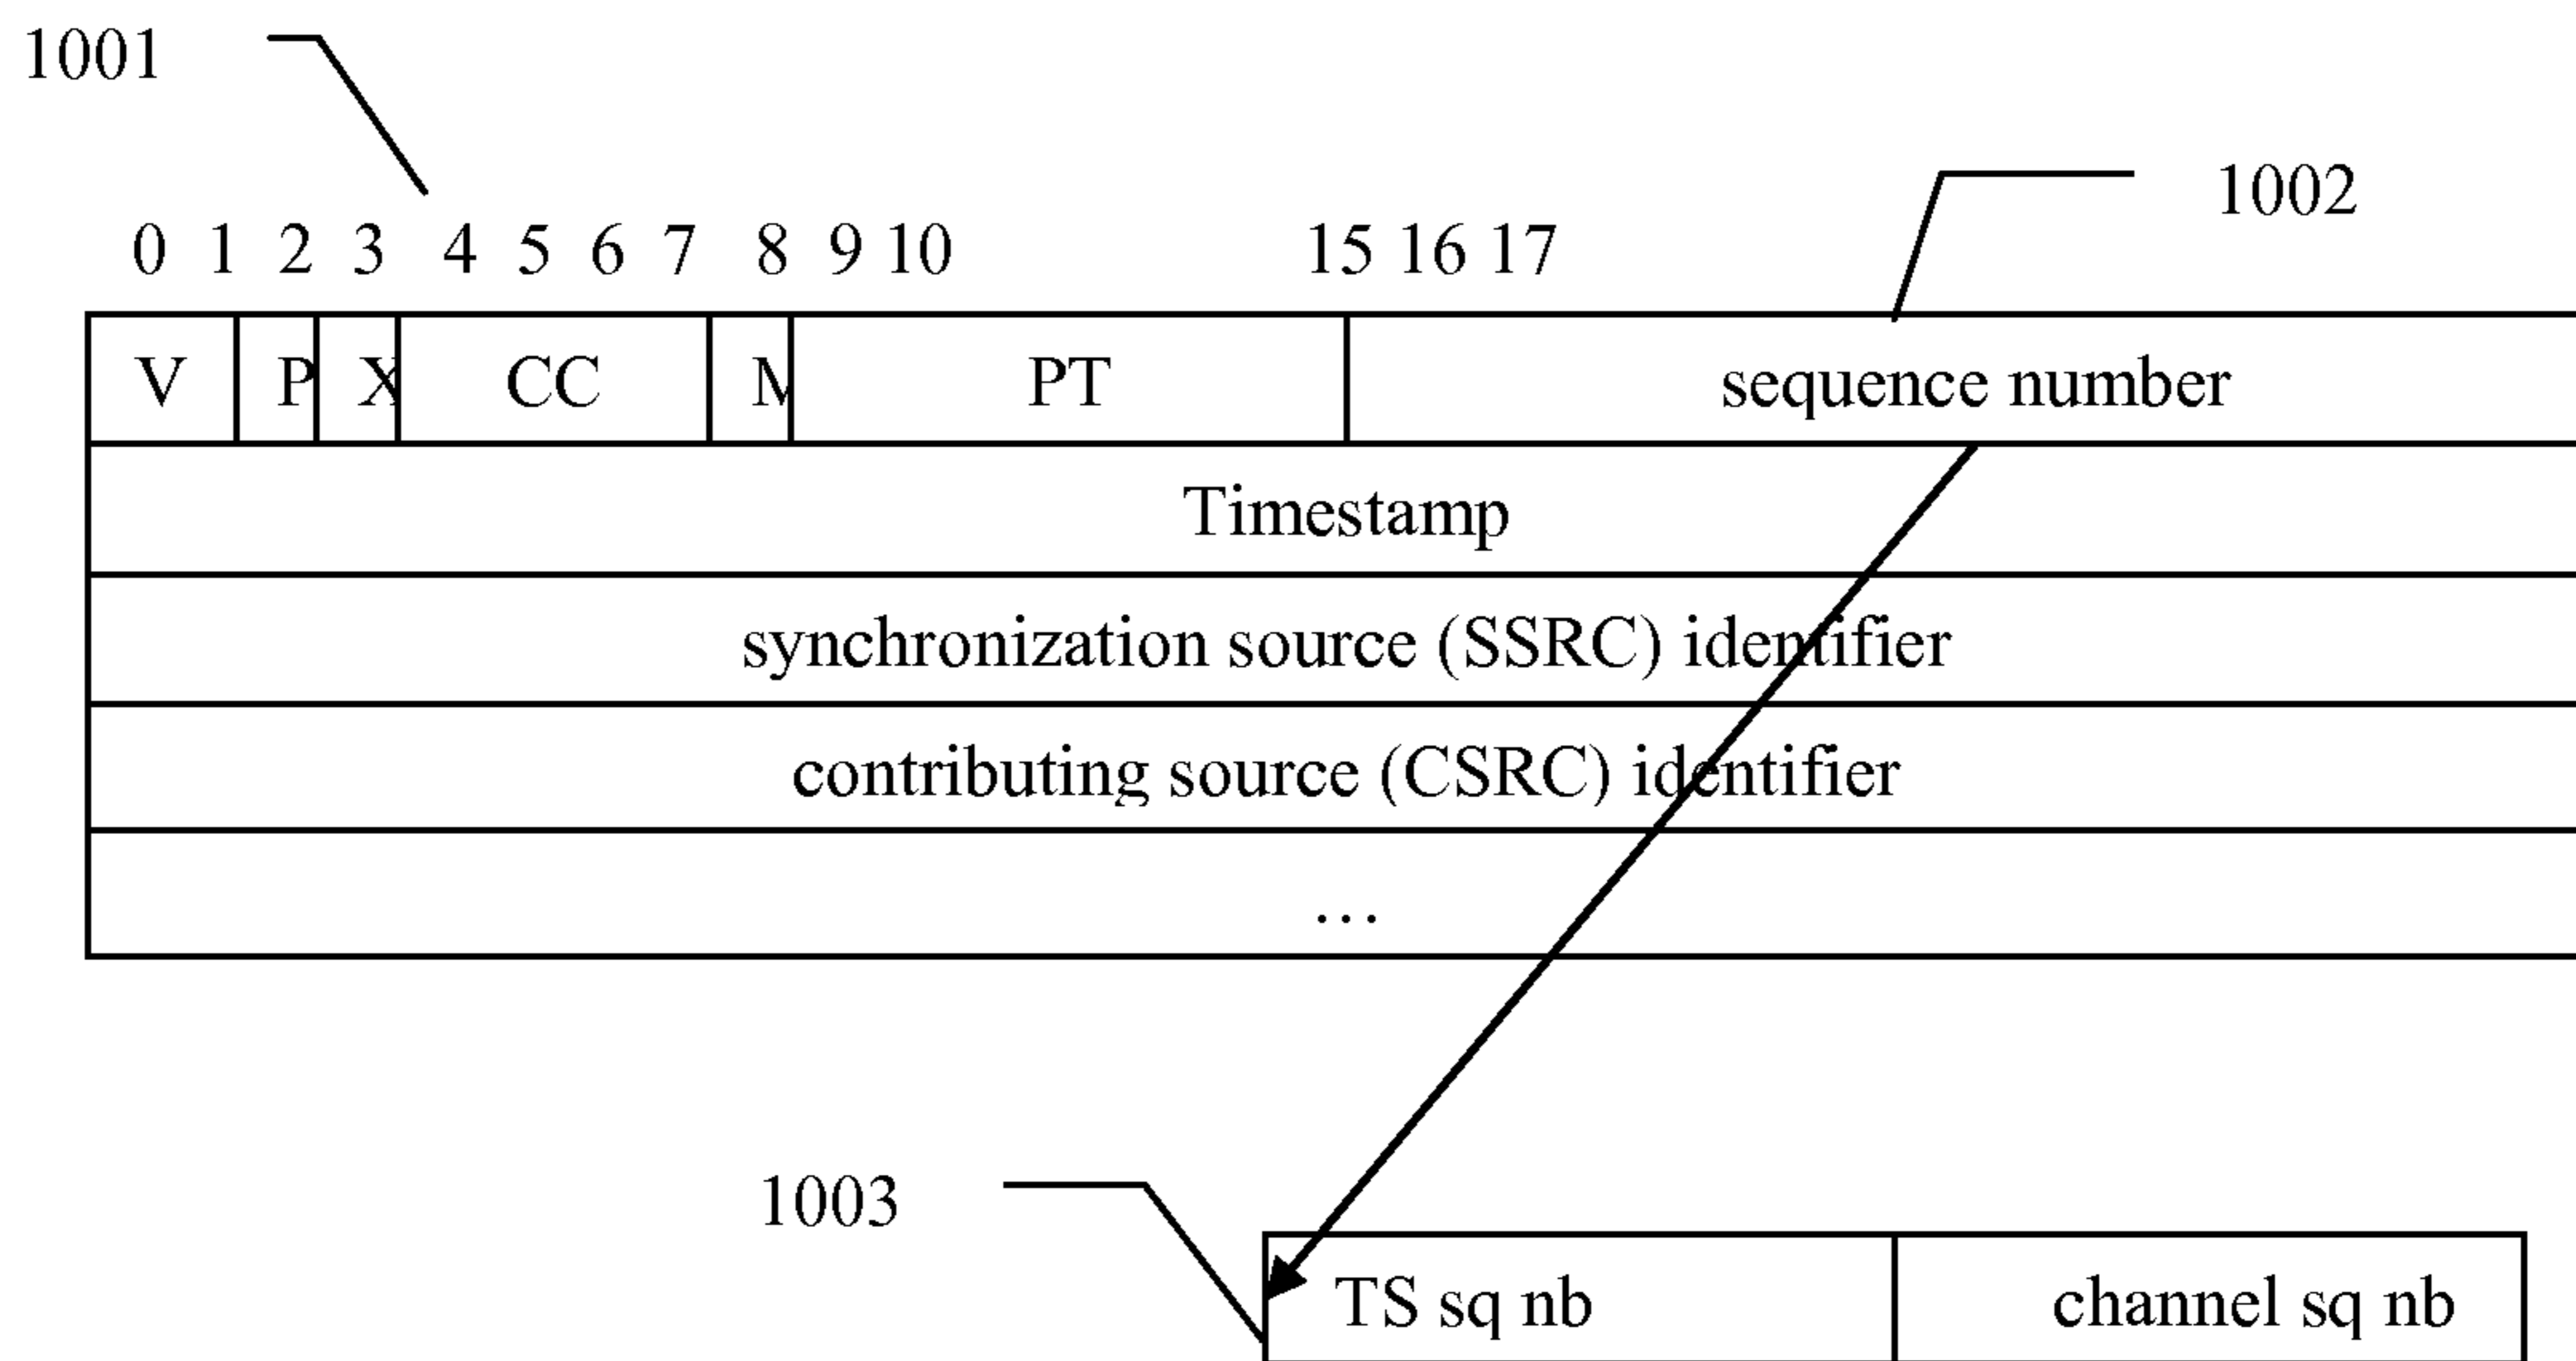 1001
1002
0 1 2 3 4 5 6 7 8 9 10 15 16 17
V P X CC M PT sequence number
Timestamp
synchronization source (SSRC) identifier
contributing source (CSRC) identifier
...
1003
TS sq nb channel sq nb